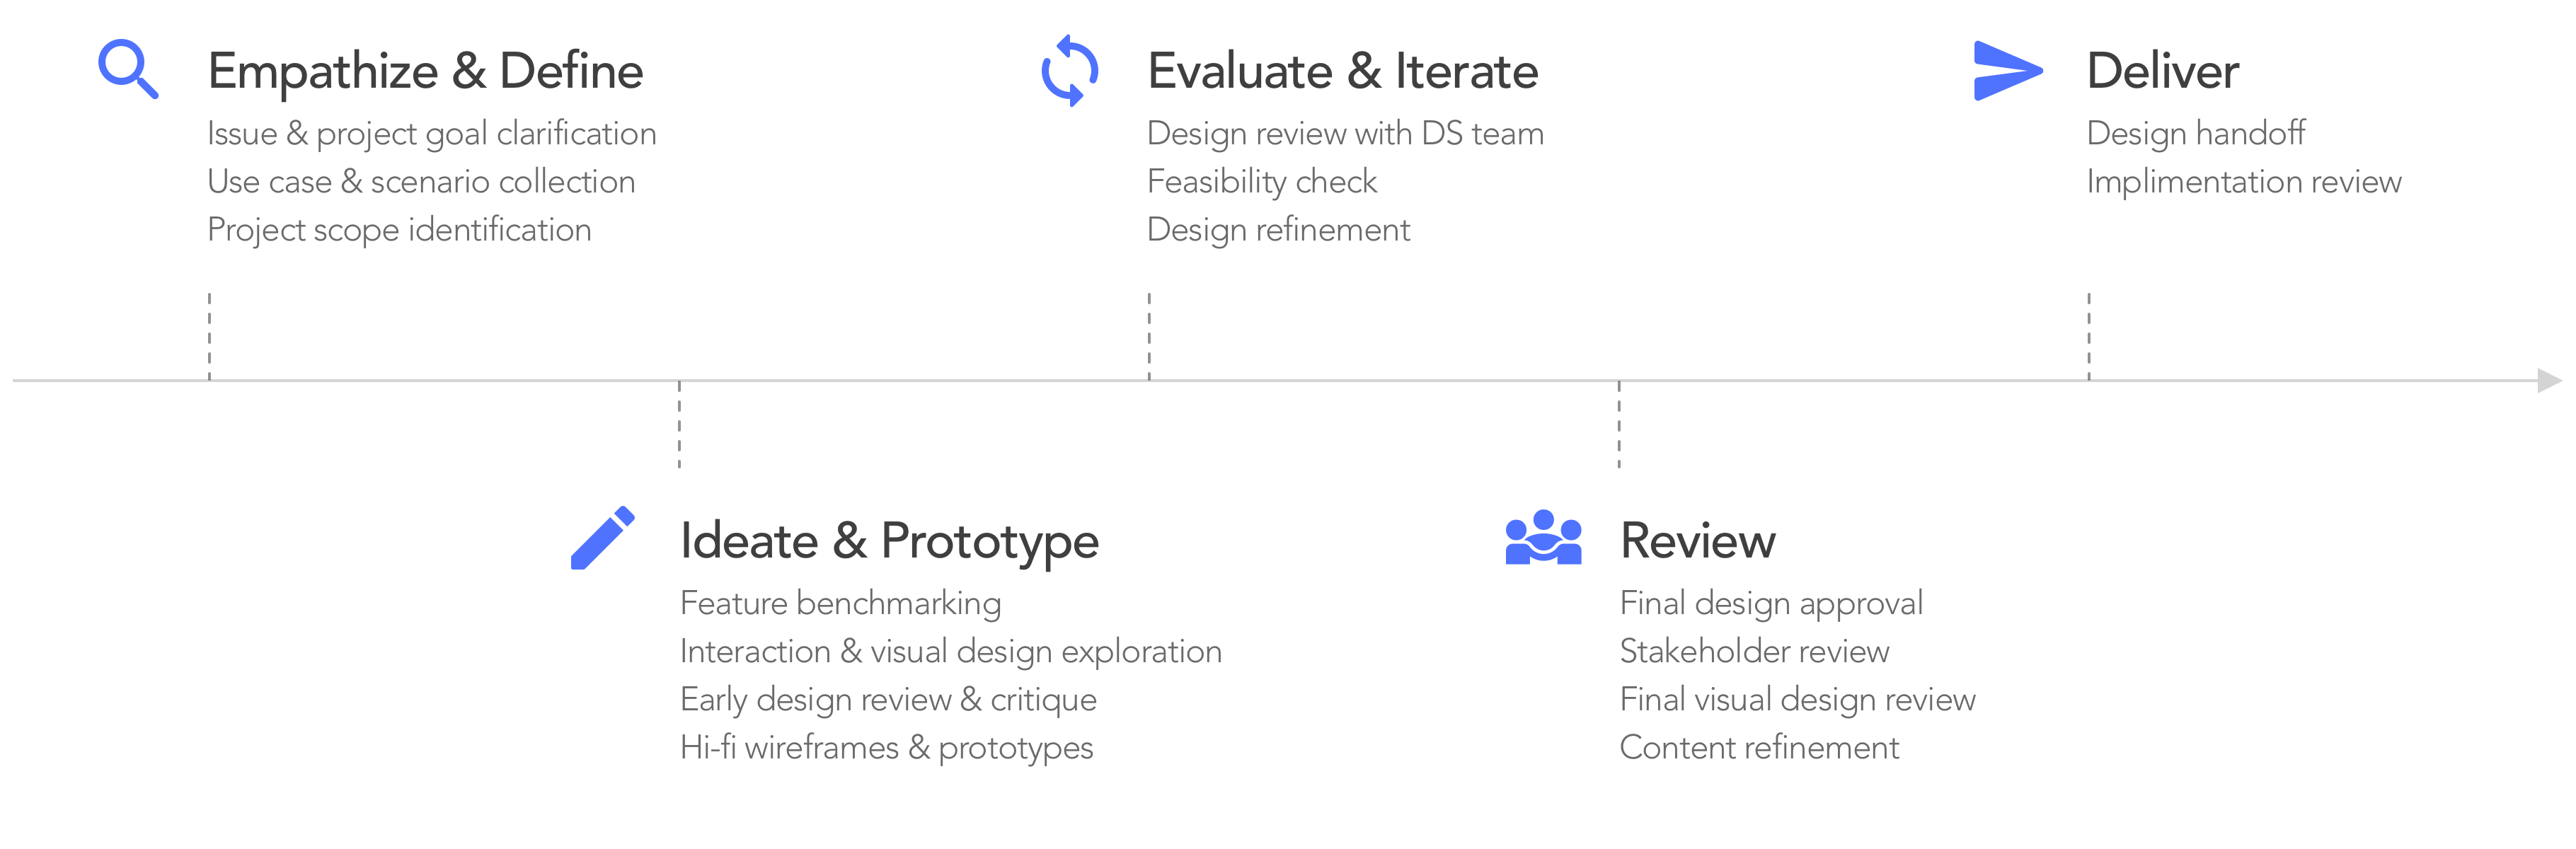 Empathize & Define
Issue & project goal clarification
Use case & scenario collection
Project scope identification
Ideate & Prototype
Feature benchmarking
Interaction & visual design exploration
Early design review & critique
Hi-fi wireframes & prototypes
Evaluate & Iterate
Design review with DS team
Feasibility check
Design refinement
Review
Final design approval
Stakeholder review
Final visual design review
Content refinement
Deliver
Design handoff
Implimentation review